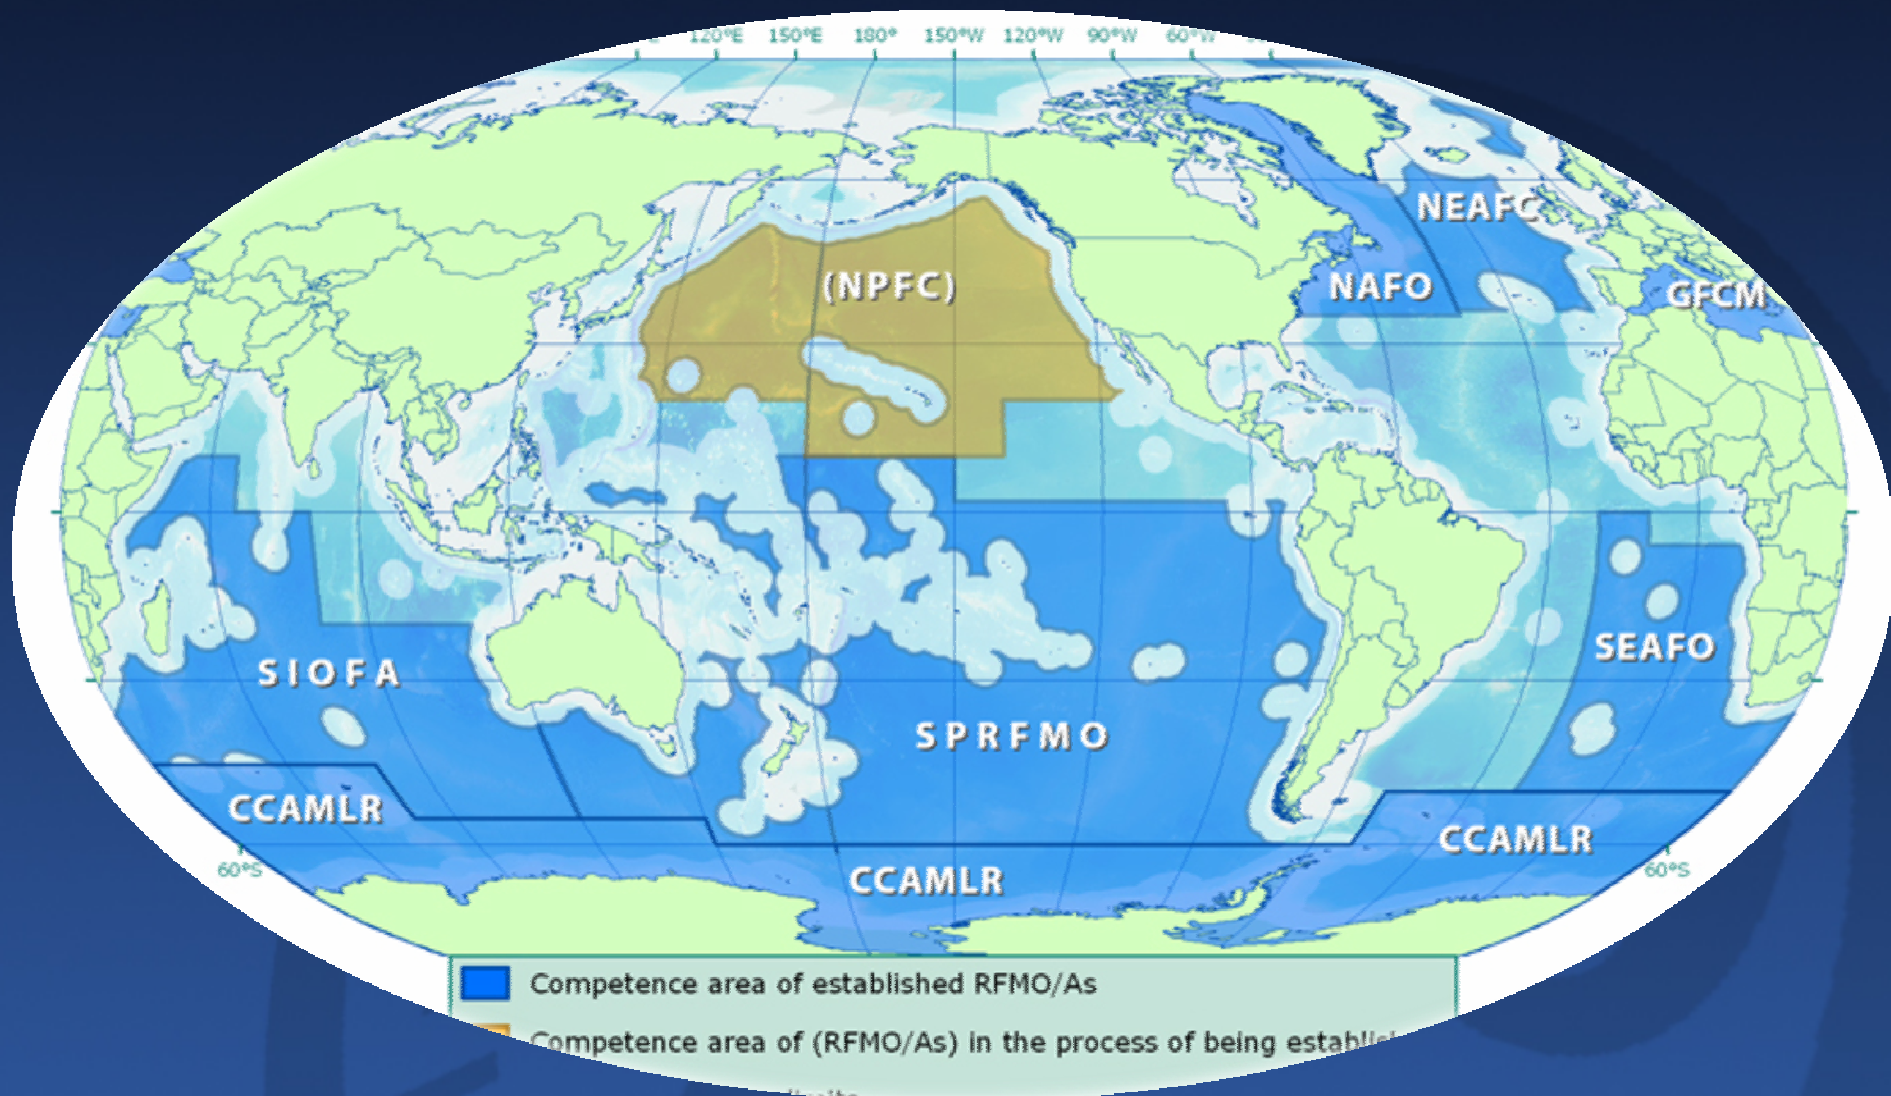 120°E 150°E 180° 150°W 120°W 90°W 60°W
NEAFC
(NPFC)
NAFO
GFCM
SEAFO
SIOFA
SPRFMO
CCAMLR
CCAMLR
60°S
60°S
CCAMLR
Competence area of established RFMO/As
Competence area of (RFMO/As) in the process of being